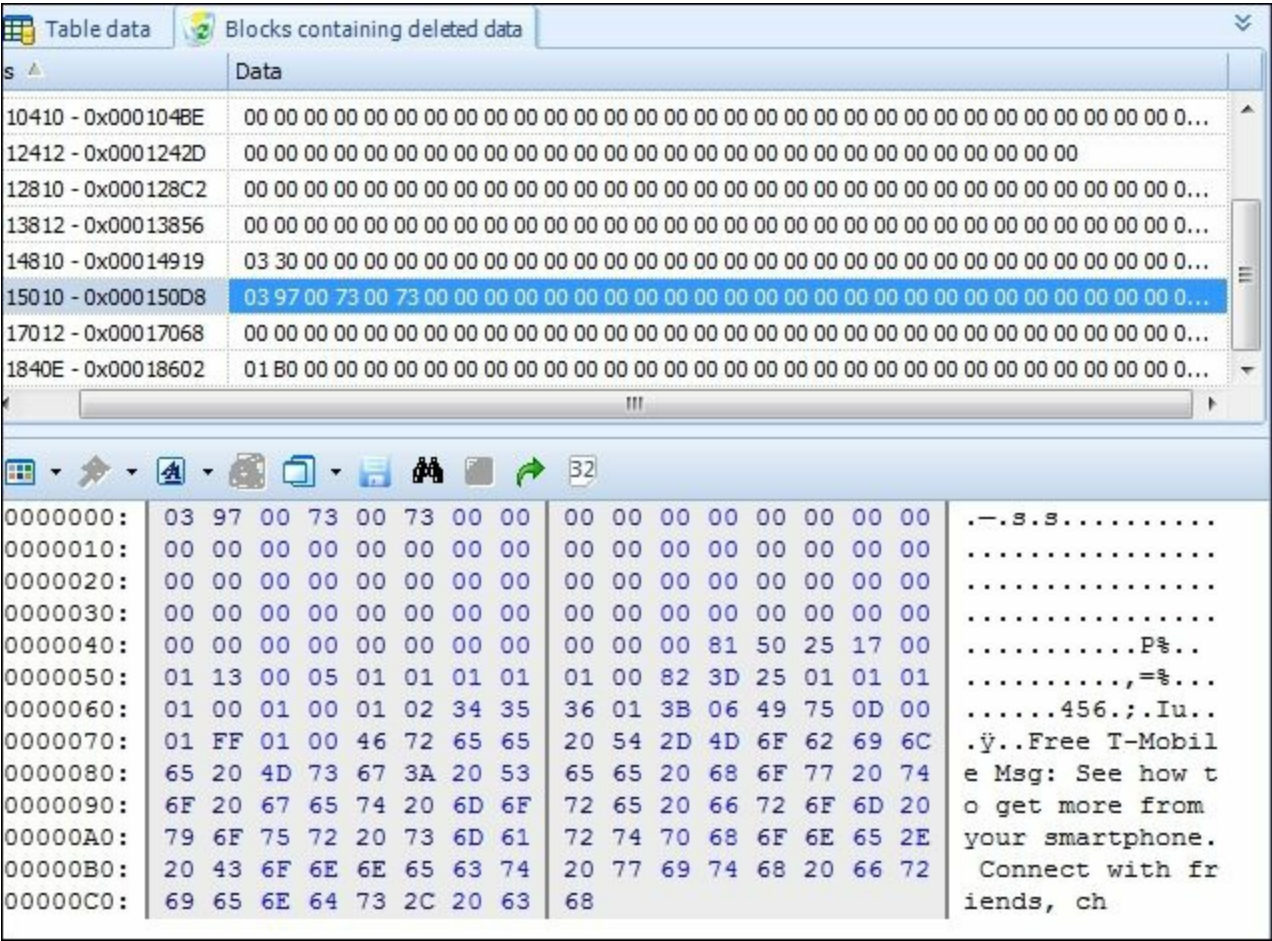 Table data Blocks containing deleted data
s Data
10410 - 0x000104BE 00 00 00 00 00 00 00 00 00 00 00 00 00 00 00 00 00 00 00 00 00 00 00 00 00 00 00 00 00 00 00 0...
12412 - 0x0001242D 00 00 00 00 00 00 00 00 00 00 00 00 00 00 00 00 00 00 00 00 00 00 00 00 00 00 00 00
12810 - 0x000128C2 00 00 00 00 00 00 00 00 00 00 00 00 00 00 00 00 00 00 00 00 00 00 00 00 00 00 00 00 00 00 00 0...
13812 - 0x00013856 00 00 00 00 00 00 00 00 00 00 00 00 00 00 00 00 00 00 00 00 00 00 00 00 00 00 00 00 00 00 00 0...
14810 - 0x00014919 03 30 00 00 00 00 00 00 00 00 00 00 00 00 00 00 00 00 00 00 00 00 00 00 00 00 00 00 00 00 00 0...
15010 - 0x000150D8 03 97 00 73 00 73 00 00 00 00 00 00 00 00 00 00 00 00 00 00 00 00 00 00 00 00 00 00 00 00 00 0...
17012 - 0x00017068 00 00 00 00 00 00 00 00 00 00 00 00 00 00 00 00 00 00 00 00 00 00 00 00 00 00 00 00 00 00 00 0...
1840E - 0x00018602 01 B0 00 00 00 00 00 00 00 00 00 00 00 00 00 00 00 00 00 00 00 00 00 00 00 00 00 00 00 00 00 0...
32
0000000: 03 97 00 73 00 73 00 00 00 00 00 00 00 00 00 00 .—.s.s..........
0000010: 00 00 00 00 00 00 00 00 00 00 00 00 00 00 00 00 ................
0000020: 00 00 00 00 00 00 00 00 00 00 00 00 00 00 00 00 ................
0000030: 00 00 00 00 00 00 00 00 00 00 00 00 00 00 00 00 ................
0000040: 00 00 00 00 00 00 00 00 00 00 00 81 50 25 17 00 ............P%..
0000050: 01 13 00 05 01 01 01 01 01 00 82 3D 25 01 01 01 ..........‚=%...
0000060: 01 00 01 00 01 02 34 35 36 01 3B 06 49 75 0D 00 ......456.;.Iu..
0000070: 01 FF 01 00 46 72 65 65 20 54 2D 4D 6F 62 69 6C .ÿ..Free T-Mobil
0000080: 65 20 4D 73 67 3A 20 53 65 65 20 68 6F 77 20 74 e Msg: See how t
0000090: 6F 20 67 65 74 20 6D 6F 72 65 20 66 72 6F 6D 20 o get more from
00000A0: 79 6F 75 72 20 73 6D 61 72 74 70 68 6F 6E 65 2E your smartphone.
00000B0: 20 43 6F 6E 6E 65 63 74 20 77 69 74 68 20 66 72 Connect with fr
00000C0: 69 65 6E 64 73 2C 20 63 68 iends, ch